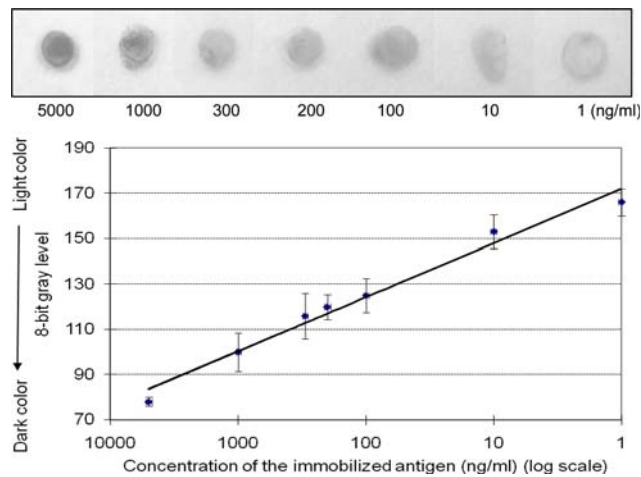 5000 1000 300 200 100 10 1 (ng/ml)
Light color
Dark color
8-bit gray level
190
170
150
130
110
90
70
10000 1000 100 10 1
Concentration of the immobilized antigen (ng/ml) (log scale)